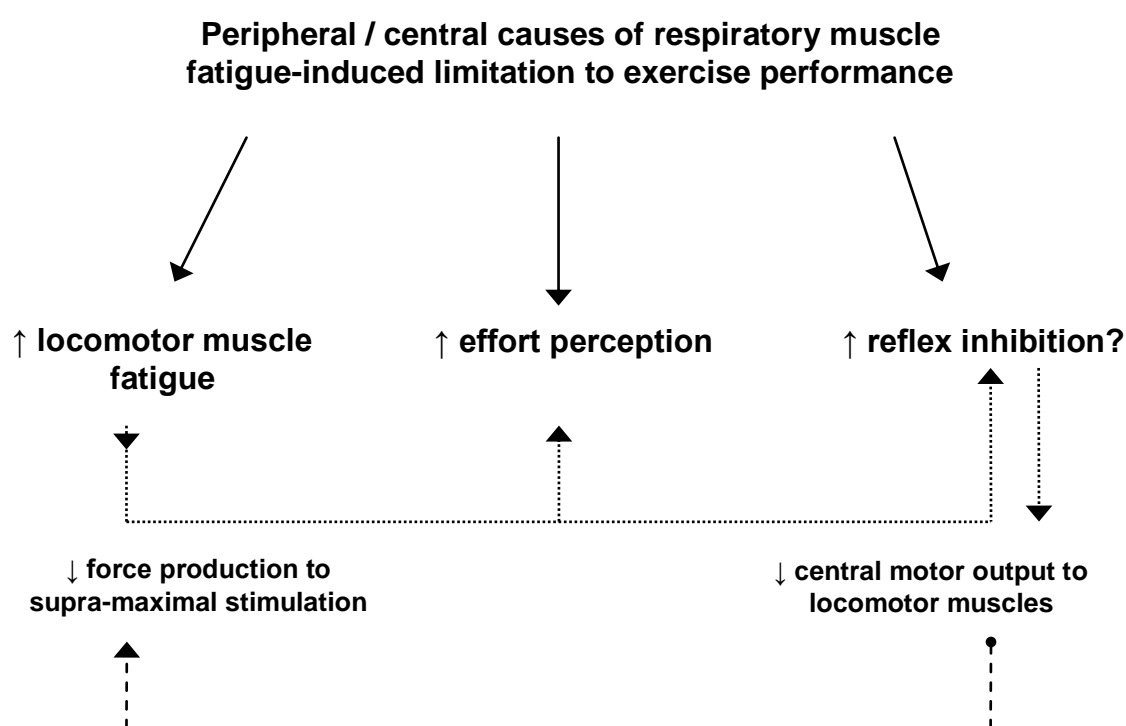 Peripheral / central causes of respiratory muscle
fatigue-induced limitation to exercise performance
↑ locomotor muscle
fatigue
↑ effort perception
↑ reflex inhibition?
↓ force production to
supra-maximal stimulation
↓ central motor output to
locomotor muscles